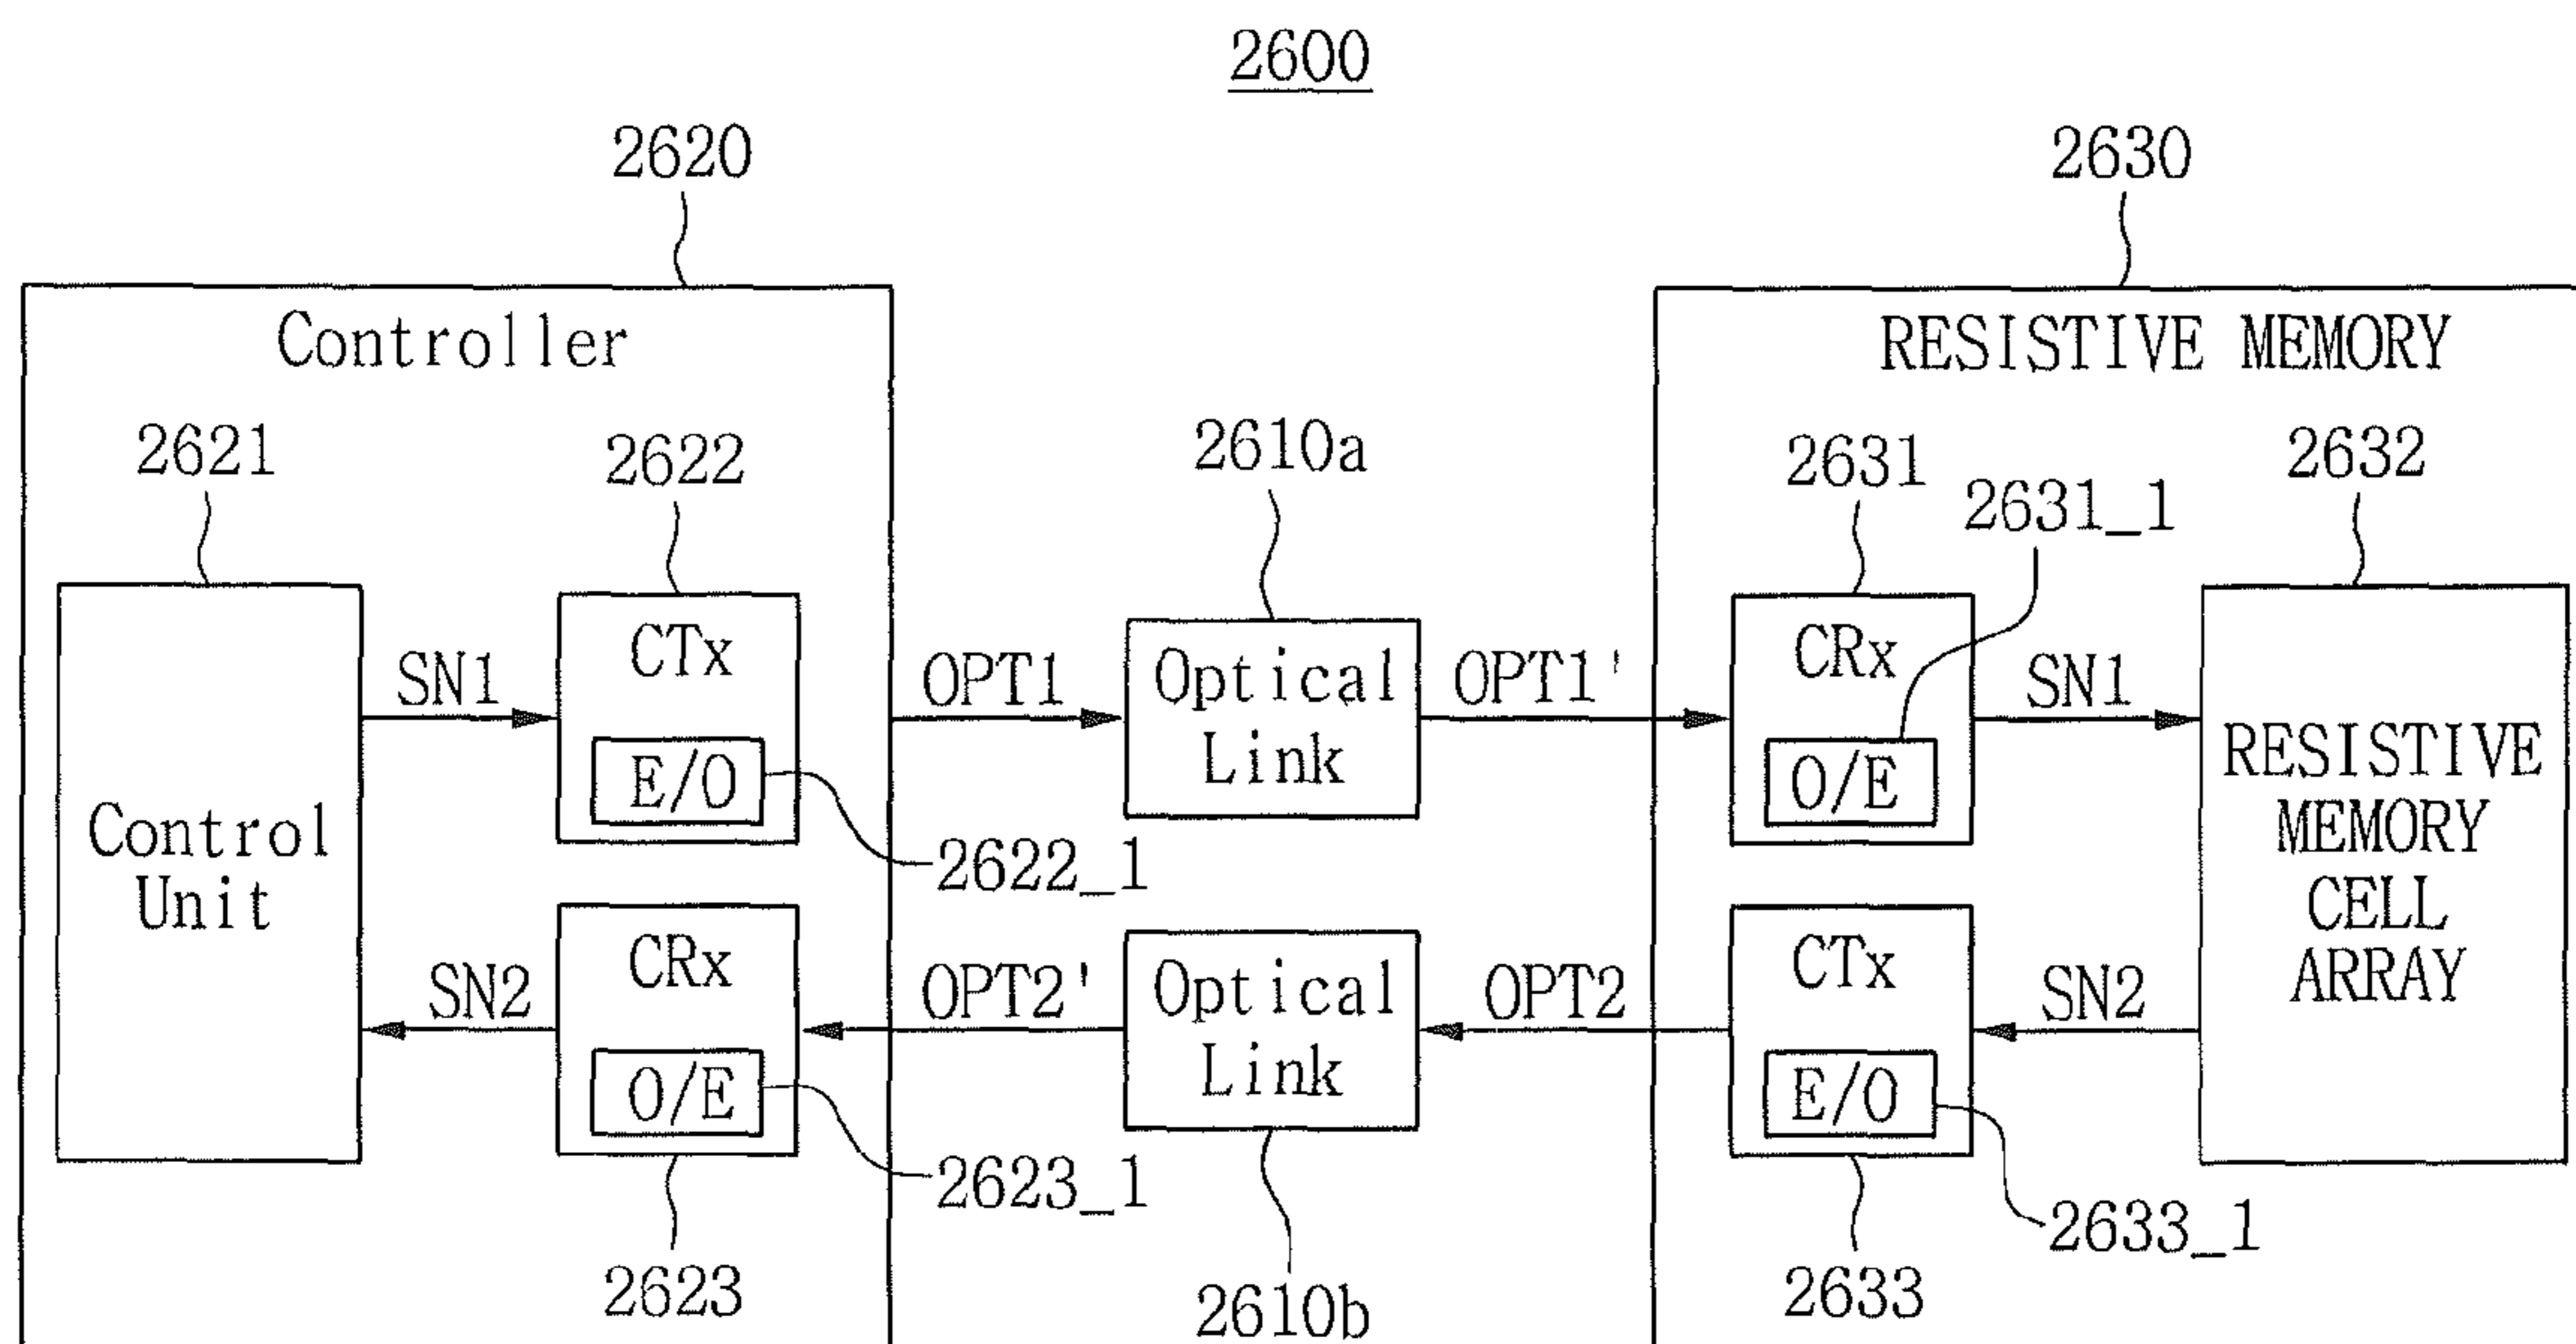 2600
2620
2630
Controller
RESISTIVE MEMORY
2621
2622
2610a
2631
2632
2631_1
SN1
CTx
E/O
OPT1
Optical
Link
OPT1'
CRx
O/E
SN1
RESISTIVE
MEMORY
CELL
ARRAY
Control
Unit
2622_1
SN2
CRx
O/E
OPT2'
Optical
Link
OPT2
CTx
E/O
SN2
2623_1
2633_1
2623
2610b
2633